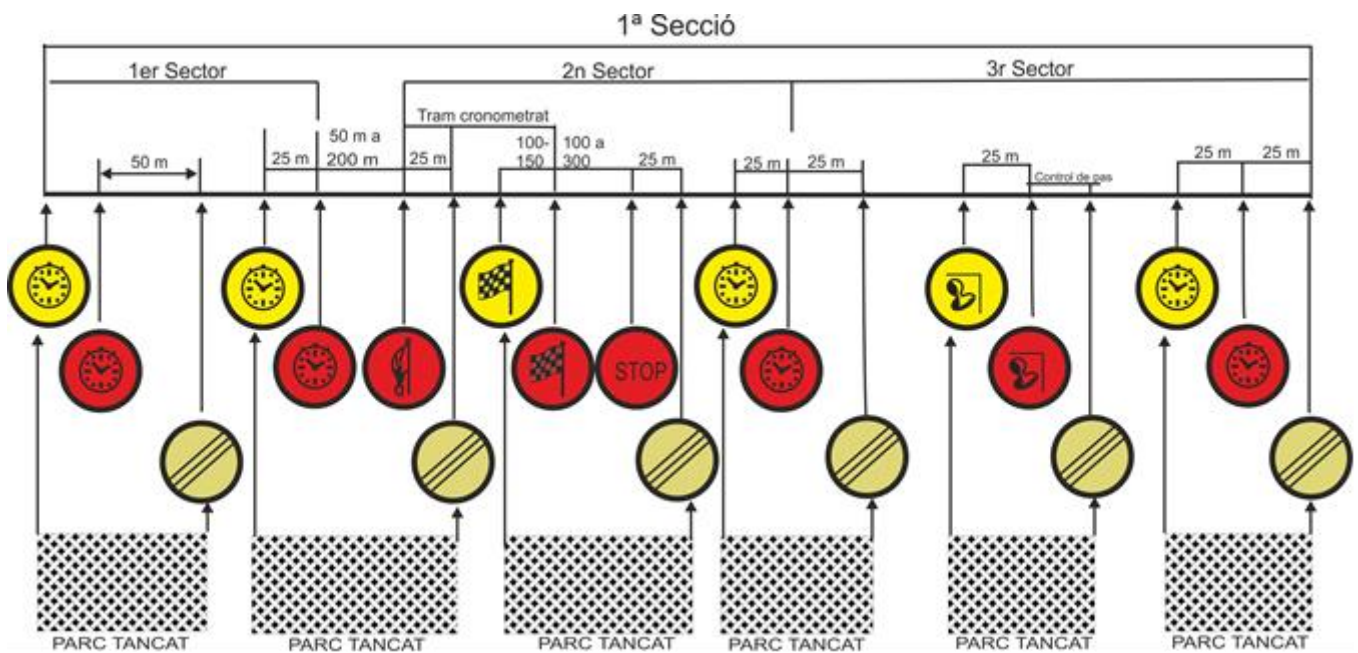 1ª Secció
1er Sector
2n Sector
3r Sector
Tram cronometrat
50 m
25 m
50 m a
200 m
25 m
100-
150
100 a
300
25 m
25 m
25 m
25 m
Control de pas
25 m
25 m
STOP
PARC TANCAT
PARC TANCAT
PARC TANCAT
PARC TANCAT
PARC TANCAT
PARC TANCAT